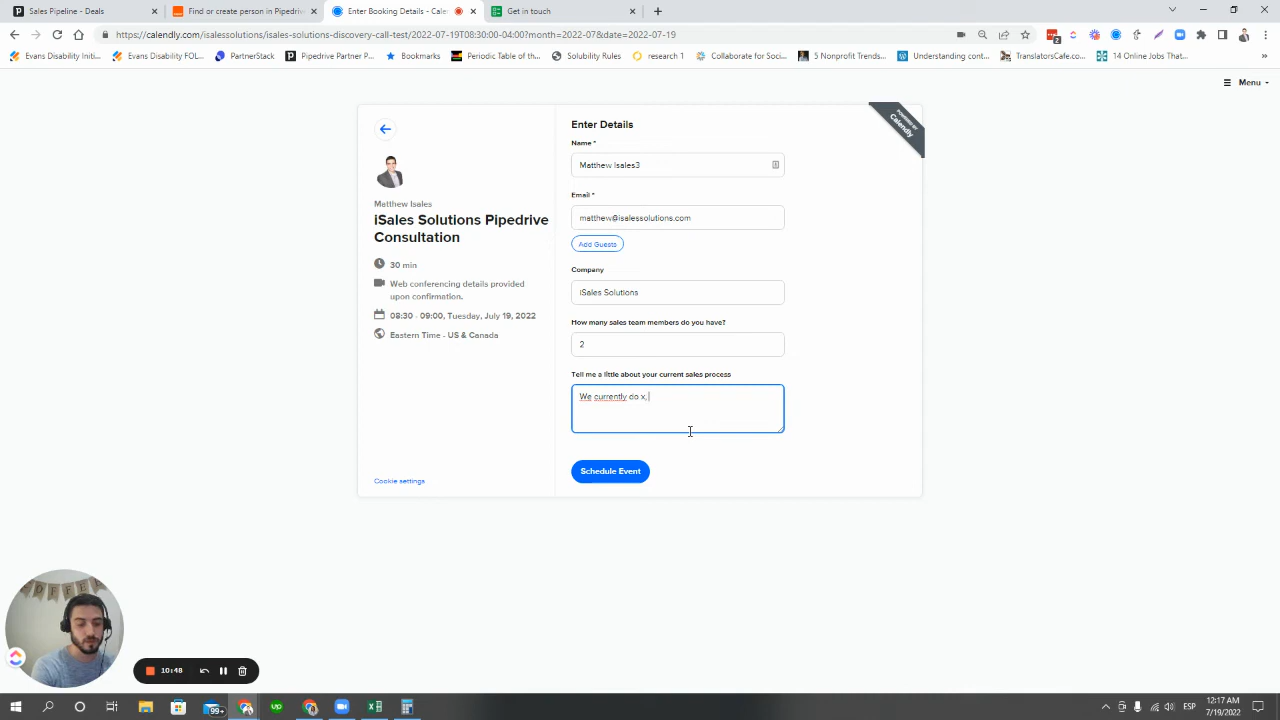 Sales Pipeline - Deals
Find or create person in Pipedriv
Enter Booking Details - Cale
Get in touch
https://calendly.com/isalessolutions/isales-solutions-discovery-call-test/2022-07-19T08:30:00-04:00?month=2022-07&date=2022-07-19
Evans Disability Initi...
Evans Disability FOL...
PartnerStack
Pipedrive Partner P...
Bookmarks
Periodic Table of th...
Solubility Rules
research 1
Collaborate for Soci...
5 Nonprofit Trends...
Understanding cont...
TranslatorsCafe.co...
14 Online Jobs That...
Menu
POWERED BY
Calendly
Matthew Isales
iSales Solutions Pipedrive
Consultation
30 min
Web conferencing details provided
upon confirmation.
08:30 - 09:00, Tuesday, July 19, 2022
Eastern Time - US & Canada
Cookie settings
Enter Details
Name *
Matthew Isales3
Email *
matthew@isalessolutions.com
Add Guests
Company
iSales Solutions
How many sales team members do you have?
2
Tell me a little about your current sales process
We currently do x,
Schedule Event
10:48
99+
ESP
12:17 AM
7/19/2022